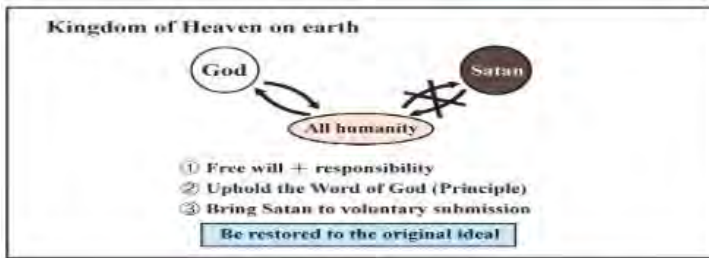 Kingdom of Heaven on earth
God
Satan
All humanity
① Free will + responsibility
② Uphold the Word of God (Principle)
③ Bring Satan to voluntary submission
Be restored to the original ideal